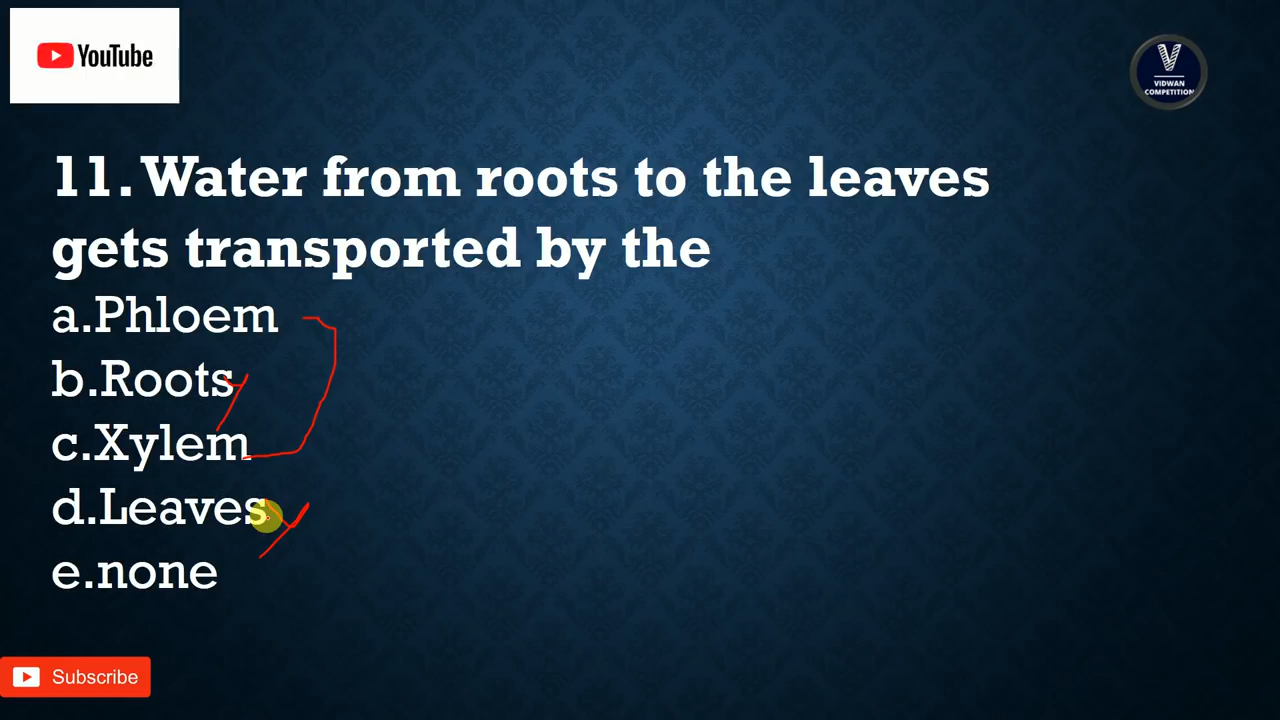 YouTube
V
VIDWAN
COMPETITION
11. Water from roots to the leaves
gets transported by the
a.Phloem
b.Roots
c.Xylem
d.Leaves
e.none
Subscribe